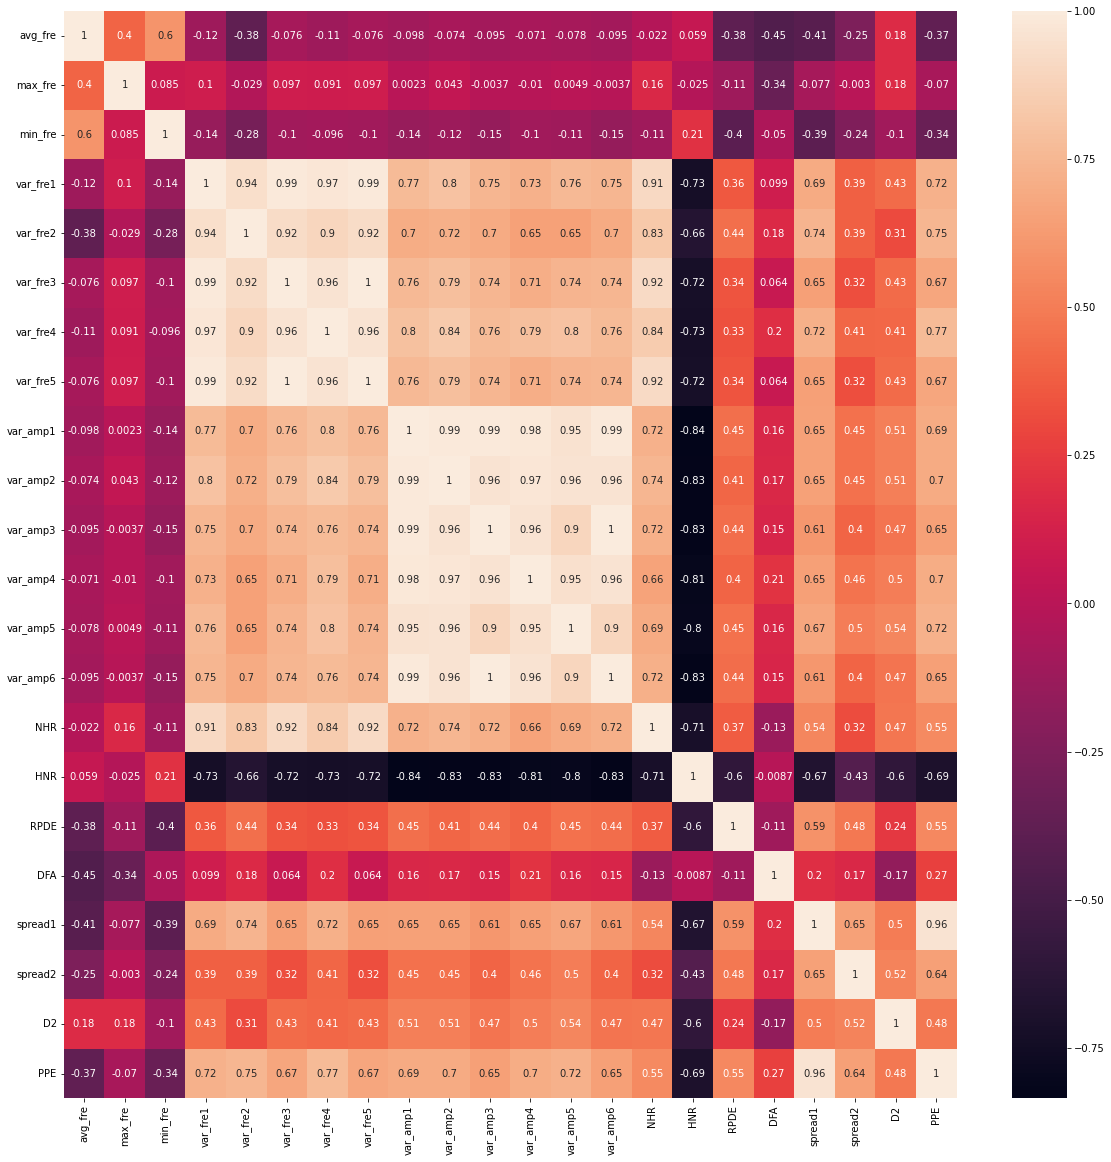 avg_fre 1 0.4 0.6 -0.12 -0.38 -0.076 -0.11 -0.076 -0.098 -0.074 -0.095 -0.071 -0.078 -0.095 -0.022 0.059 -0.38 -0.45 -0.41 -0.25 0.18 -0.37
max_fre 0.4 1 0.085 0.1 -0.029 0.097 0.091 0.097 0.0023 0.043 -0.0037 -0.01 0.0049 -0.0037 0.16 -0.025 -0.11 -0.34 -0.077 -0.003 0.18 -0.07
min_fre 0.6 0.085 1 -0.14 -0.28 -0.1 -0.096 -0.1 -0.14 -0.12 -0.15 -0.1 -0.11 -0.15 -0.11 0.21 -0.4 -0.05 -0.39 -0.24 -0.1 -0.34
var_fre1 -0.12 0.1 -0.14 1 0.94 0.99 0.97 0.99 0.77 0.8 0.75 0.73 0.76 0.75 0.91 -0.73 0.36 0.099 0.69 0.39 0.43 0.72
var_fre2 -0.38 -0.029 -0.28 0.94 1 0.92 0.9 0.92 0.7 0.72 0.7 0.65 0.65 0.7 0.83 -0.66 0.44 0.18 0.74 0.39 0.31 0.75
var_fre3 -0.076 0.097 -0.1 0.99 0.92 1 0.96 1 0.76 0.79 0.74 0.71 0.74 0.74 0.92 -0.72 0.34 0.064 0.65 0.32 0.43 0.67
var_fre4 -0.11 0.091 -0.096 0.97 0.9 0.96 1 0.96 0.8 0.84 0.76 0.79 0.8 0.76 0.84 -0.73 0.33 0.2 0.72 0.41 0.41 0.77
var_fre5 -0.076 0.097 -0.1 0.99 0.92 1 0.96 1 0.76 0.79 0.74 0.71 0.74 0.74 0.92 -0.72 0.34 0.064 0.65 0.32 0.43 0.67
var_amp1 -0.098 0.0023 -0.14 0.77 0.7 0.76 0.8 0.76 1 0.99 0.99 0.98 0.95 0.99 0.72 -0.84 0.45 0.16 0.65 0.45 0.51 0.69
var_amp2 -0.074 0.043 -0.12 0.8 0.72 0.79 0.84 0.79 0.99 1 0.96 0.97 0.96 0.96 0.74 -0.83 0.41 0.17 0.65 0.45 0.51 0.7
var_amp3 -0.095 -0.0037 -0.15 0.75 0.7 0.74 0.76 0.74 0.99 0.96 1 0.96 0.9 1 0.72 -0.83 0.44 0.15 0.61 0.4 0.47 0.65
var_amp4 -0.071 -0.01 -0.1 0.73 0.65 0.71 0.79 0.71 0.98 0.97 0.96 1 0.95 0.96 0.66 -0.81 0.4 0.21 0.65 0.46 0.5 0.7
var_amp5 -0.078 0.0049 -0.11 0.76 0.65 0.74 0.8 0.74 0.95 0.96 0.9 0.95 1 0.9 0.69 -0.8 0.45 0.16 0.67 0.5 0.54 0.72
var_amp6 -0.095 -0.0037 -0.15 0.75 0.7 0.74 0.76 0.74 0.99 0.96 1 0.96 0.9 1 0.72 -0.83 0.44 0.15 0.61 0.4 0.47 0.65
NHR -0.022 0.16 -0.11 0.91 0.83 0.92 0.84 0.92 0.72 0.74 0.72 0.66 0.69 0.72 1 -0.71 0.37 -0.13 0.54 0.32 0.47 0.55
HNR 0.059 -0.025 0.21 -0.73 -0.66 -0.72 -0.73 -0.72 -0.84 -0.83 -0.83 -0.81 -0.8 -0.83 -0.71 1 -0.6 -0.0087 -0.67 -0.43 -0.6 -0.69
RPDE -0.38 -0.11 -0.4 0.36 0.44 0.34 0.33 0.34 0.45 0.41 0.44 0.4 0.45 0.44 0.37 -0.6 1 -0.11 0.59 0.48 0.24 0.55
DFA -0.45 -0.34 -0.05 0.099 0.18 0.064 0.2 0.064 0.16 0.17 0.15 0.21 0.16 0.15 -0.13 -0.0087 -0.11 1 0.2 0.17 -0.17 0.27
spread1 -0.41 -0.077 -0.39 0.69 0.74 0.65 0.72 0.65 0.65 0.65 0.61 0.65 0.67 0.61 0.54 -0.67 0.59 0.2 1 0.65 0.5 0.96
spread2 -0.25 -0.003 -0.24 0.39 0.39 0.32 0.41 0.32 0.45 0.45 0.4 0.46 0.5 0.4 0.32 -0.43 0.48 0.17 0.65 1 0.52 0.64
D2 0.18 0.18 -0.1 0.43 0.31 0.43 0.41 0.43 0.51 0.51 0.47 0.5 0.54 0.47 0.47 -0.6 0.24 -0.17 0.5 0.52 1 0.48
PPE -0.37 -0.07 -0.34 0.72 0.75 0.67 0.77 0.67 0.69 0.7 0.65 0.7 0.72 0.65 0.55 -0.69 0.55 0.27 0.96 0.64 0.48 1
avg_fre max_fre min_fre var_fre1 var_fre2 var_fre3 var_fre4 var_fre5 var_amp1 var_amp2 var_amp3 var_amp4 var_amp5 var_amp6 NHR HNR RPDE DFA spread1 spread2 D2 PPE
1.00
0.75
0.50
0.25
0.00
−0.25
−0.50
−0.75